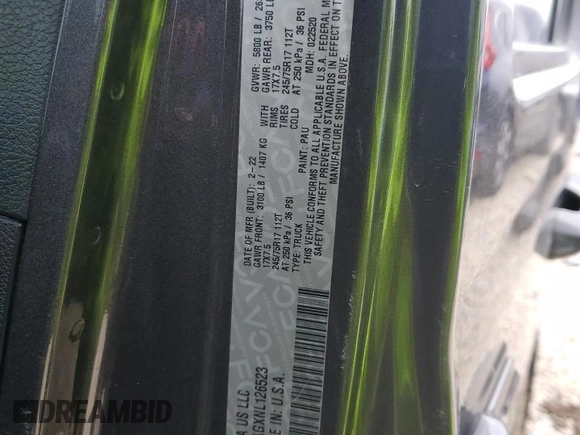 A US LLC
GXNL126523
E IN: U.S.A.
DATE OF MFR (BUILT): 2-22
GVWR: 5800 LB / 26
GAWR FRONT: 3100 LB / 1407 KG WITH
GAWR REAR: 3750 LB
17X7.5 RIMS
17X7.5
245/75R17 112T TIRES
245/75R17 112T
AT 250 kPa / 36 PSI COLD
AT 250 kPa / 36 PSI
TYPE: TRUCK
PAINT: PAU
MDH: 022520
THIS VEHICLE CONFORMS TO ALL APPLICABLE U.S.A. FEDERAL M
SAFETY AND THEFT PREVENTION STANDARDS IN EFFECT ON T
MANUFACTURE SHOWN ABOVE.
DREAMBID